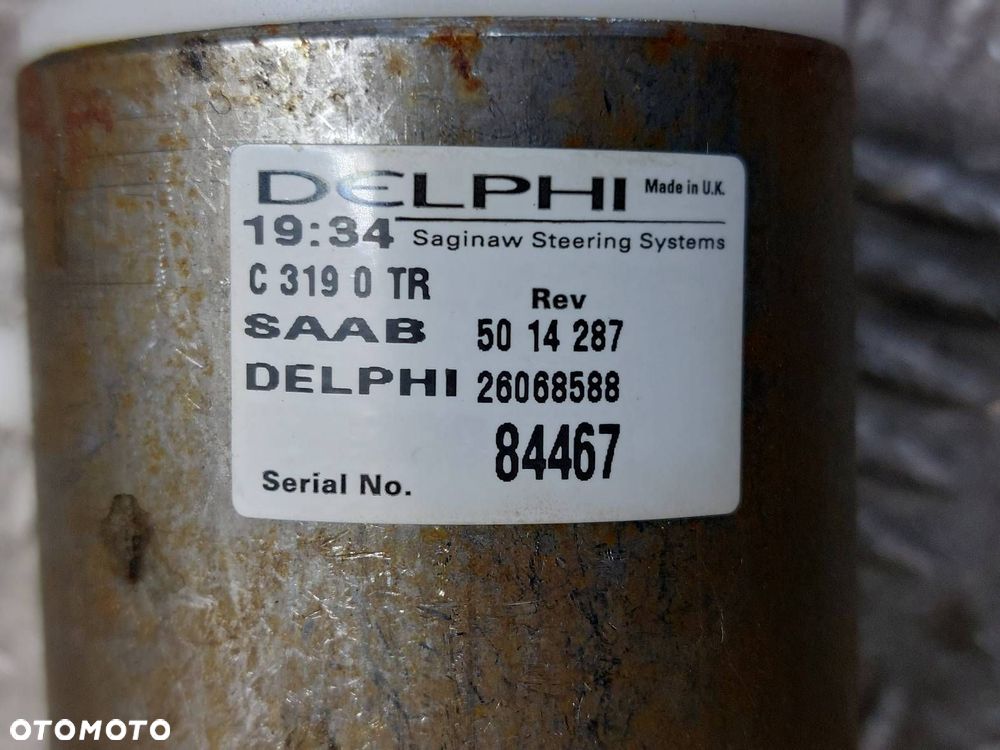 DELPHI Made in U.K.
19:34 Saginaw Steering Systems
C 319 0 TR Rev
SAAB 50 14 287
DELPHI 26068588
Serial No. 84467
OTOMOTO